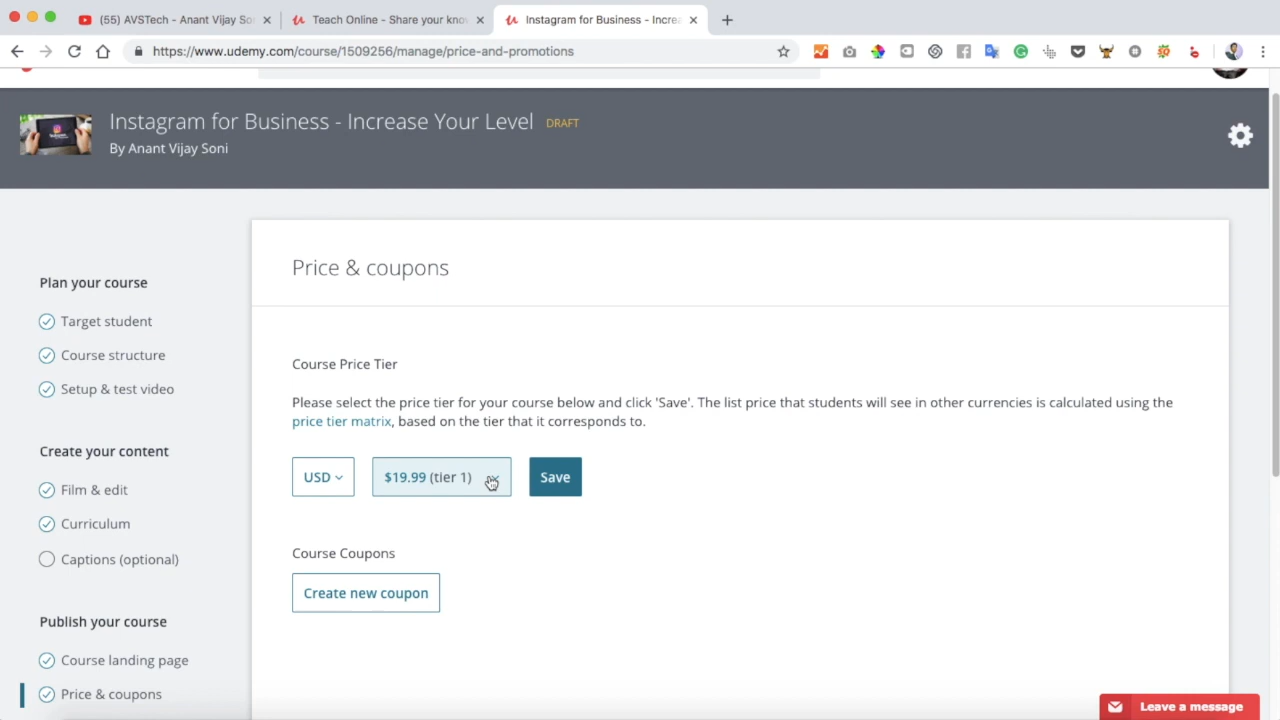 (55) AVSTech - Anant Vijay So
Teach Online - Share your kno
Instagram for Business - Increa
https://www.udemy.com/course/1509256/manage/price-and-promotions
Instagram for Business - Increase Your Level DRAFT
By Anant Vijay Soni
Plan your course
Target student
Course structure
Setup & test video
Create your content
Film & edit
Curriculum
Captions (optional)
Publish your course
Course landing page
Price & coupons
Price & coupons
Course Price Tier
Please select the price tier for your course below and click 'Save'. The list price that students will see in other currencies is calculated using the
price tier matrix, based on the tier that it corresponds to.
USD $19.99 (tier 1) Save
Course Coupons
Create new coupon
Leave a message